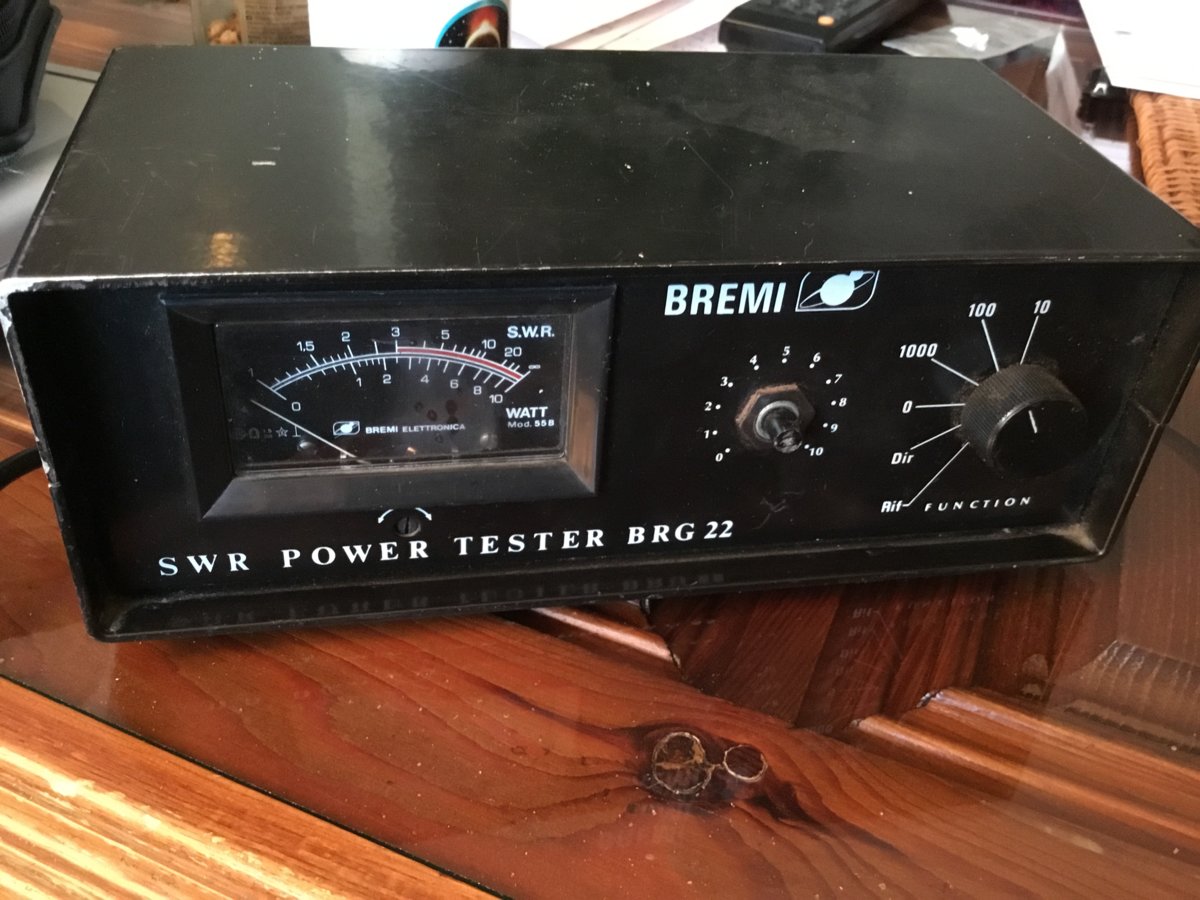 BREMI
S.W.R.
1 1.5 2 3 5 10 20 ∞
0 1 2 4 6 8 10
WATT
Mod. 55B
BREMI ELETTRONICA
0 1 2 3 4 5 6 7 8 9 10
10
100
1000
0
Dir
Rif
FUNCTION
SWR POWER TESTER BRG 22